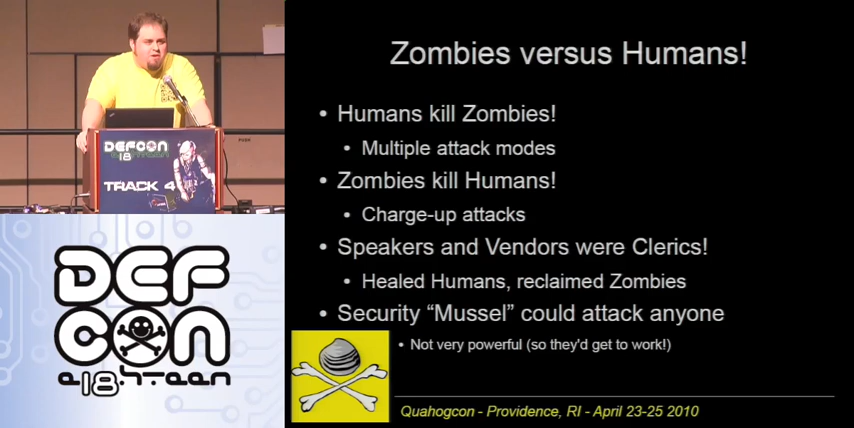 DEFCON
18
TRACK 4
DEF
CON
e18hteen
Zombies versus Humans!
• Humans kill Zombies!
• Multiple attack modes
• Zombies kill Humans!
• Charge-up attacks
• Speakers and Vendors were Clerics!
• Healed Humans, reclaimed Zombies
• Security “Mussel” could attack anyone
• Not very powerful (so they'd get to work!)
Quahogcon - Providence, RI - April 23-25 2010